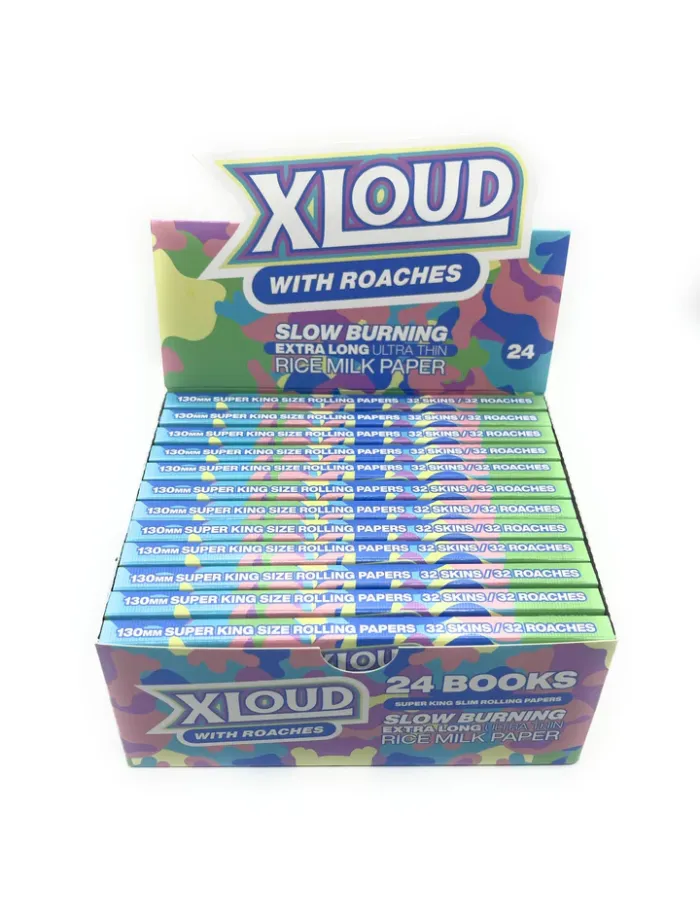 XLOUD
WITH ROACHES
SLOW BURNING
EXTRA LONG ULTRA THIN
RICE MILK PAPER
24
130MM SUPER KING SIZE ROLLING PAPERS 32 SKINS / 32 ROACHES
130MM SUPER KING SIZE ROLLING PAPERS 32 SKINS / 32 ROACHES
130MM SUPER KING SIZE ROLLING PAPERS 32 SKINS / 32 ROACHES
130MM SUPER KING SIZE ROLLING PAPERS 32 SKINS / 32 ROACHES
130MM SUPER KING SIZE ROLLING PAPERS 32 SKINS / 32 ROACHES
130MM SUPER KING SIZE ROLLING PAPERS 32 SKINS / 32 ROACHES
130MM SUPER KING SIZE ROLLING PAPERS 32 SKINS / 32 ROACHES
130MM SUPER KING SIZE ROLLING PAPERS 32 SKINS / 32 ROACHES
130MM SUPER KING SIZE ROLLING PAPERS 32 SKINS / 32 ROACHES
130MM SUPER KING SIZE ROLLING PAPERS 32 SKINS / 32 ROACHES
130MM SUPER KING SIZE ROLLING PAPERS 32 SKINS / 32 ROACHES
130MM SUPER KING SIZE ROLLING PAPERS 32 SKINS / 32 ROACHES
XLOUD
WITH ROACHES
24 BOOKS
SUPER KING SLIM ROLLING PAPERS
SLOW BURNING
EXTRA LONG ULTRA THIN
RICE MILK PAPER